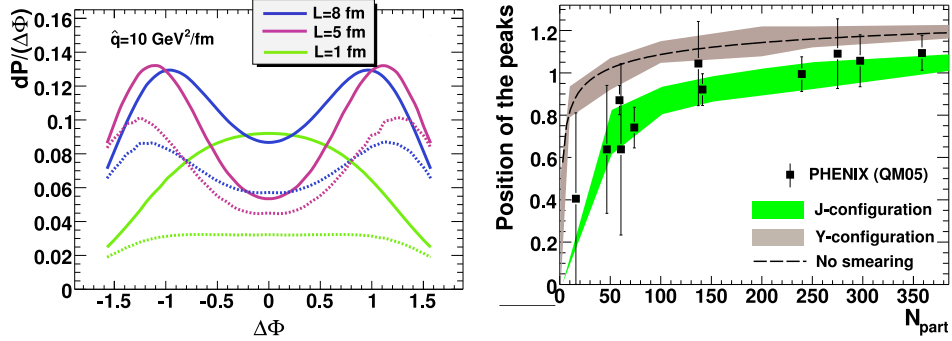 dP/(ΔΦ)
0.16
0.14
0.12
0.1
0.08
0.06
0.04
0.02
0
q̂=10 GeV²/fm
L=8 fm
L=5 fm
L=1 fm
-1.5 -1 -0.5 0 0.5 1 1.5
ΔΦ
Position of the peaks
1.2
1
0.8
0.6
0.4
0.2
0
PHENIX (QM05)
J-configuration
Y-configuration
No smearing
0 50 100 150 200 250 300 350
N_part